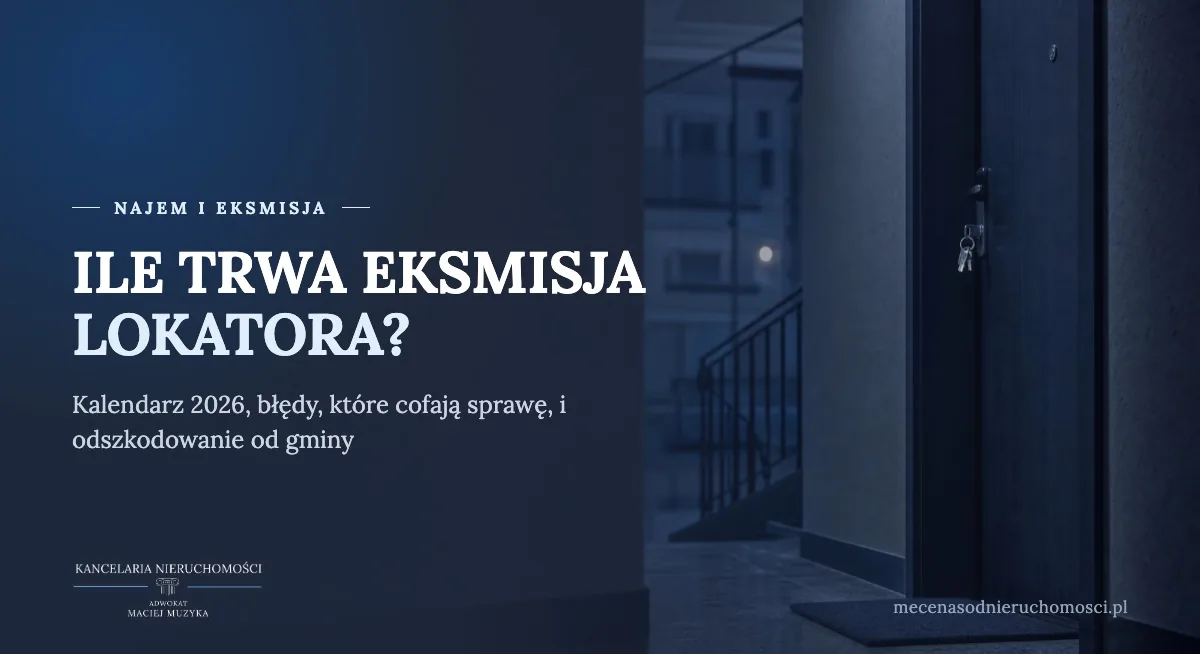 NAJEM I EKSMISJA
ILE TRWA EKSMISJA
LOKATORA?
Kalendarz 2026, błędy, które cofają sprawę, i
odszkodowanie od gminy
KANCELARIA NIERUCHOMOŚCI
ADWOKAT
MACIEJ MUZYKA
mecenasodnieruchomosci.pl